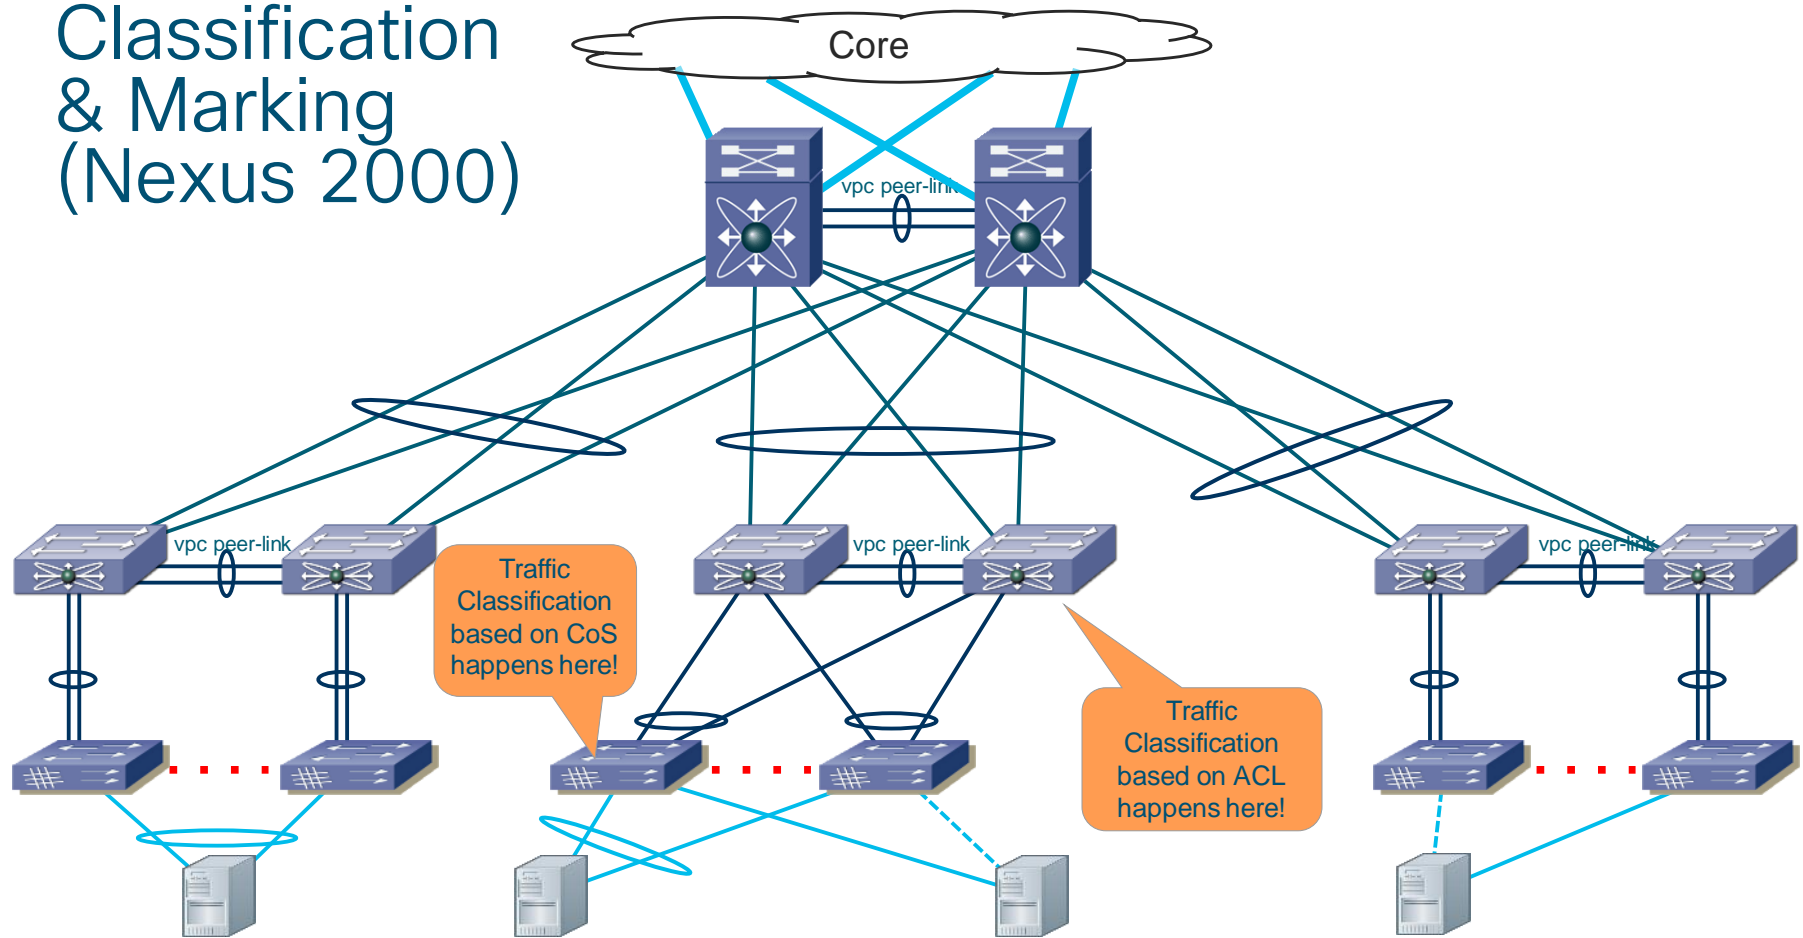 Classification
& Marking
(Nexus 2000)
Core
vpc peer-link
vpc peer-link
vpc peer-link
vpc peer-link
Traffic
Classification
based on CoS
happens here!
Traffic
Classification
based on ACL
happens here!